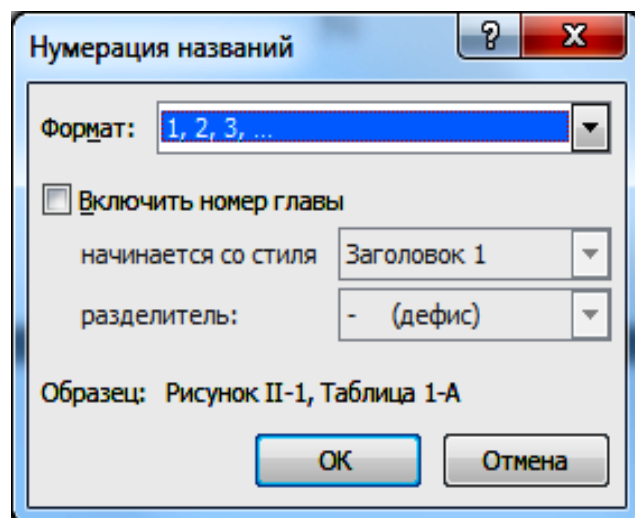 Нумерация названий
Формат: 1, 2, 3, ...
Включить номер главы
начинается со стиля Заголовок 1
разделитель: - (дефис)
Образец: Рисунок II-1, Таблица 1-A
ОК Отмена